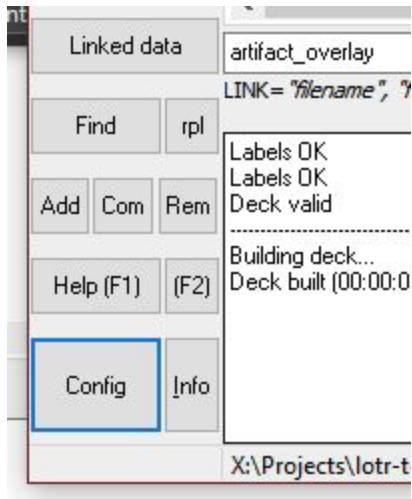 Linked data
artifact_overlay
LINK= "filename",
Find rpl
Labels OK
Labels OK
Deck valid
Add Com Rem
Building deck...
Deck built (00:00:0
Help (F1) (F2)
Config Info
X:\Projects\lotr-t